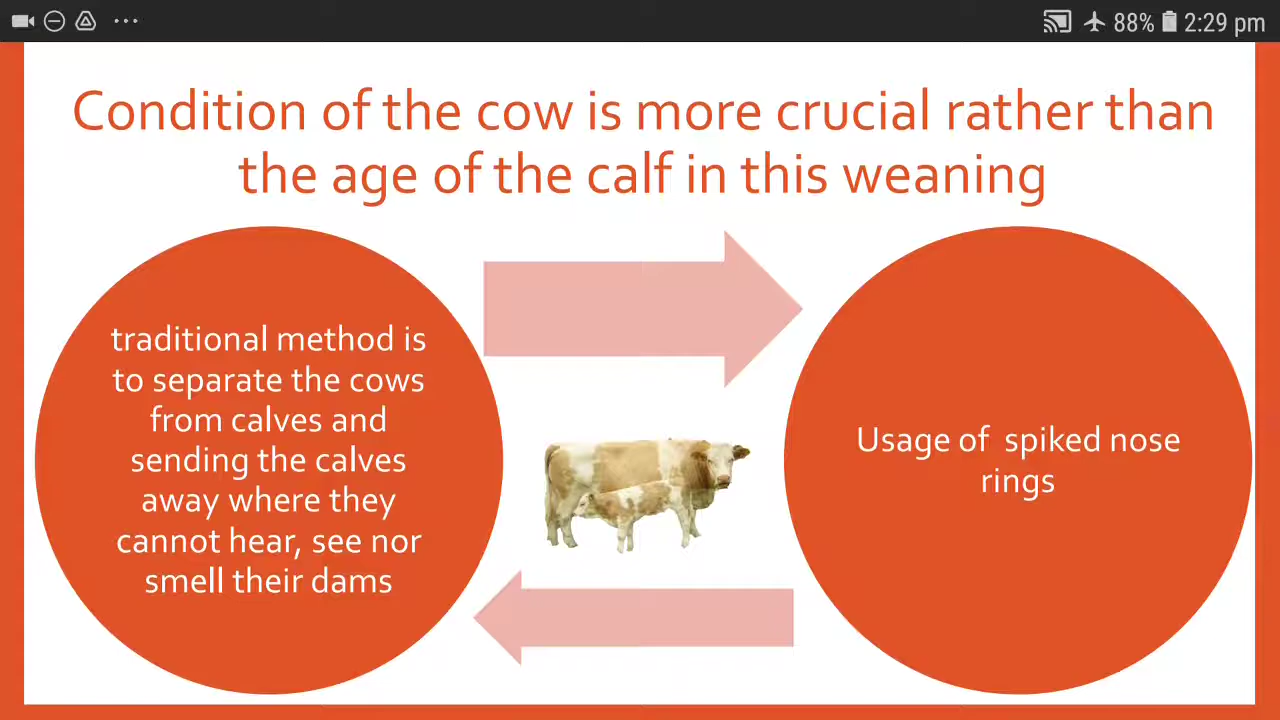 88% 2:29 pm
Condition of the cow is more crucial rather than
the age of the calf in this weaning
traditional method is
to separate the cows
from calves and
sending the calves
away where they
cannot hear, see nor
smell their dams
Usage of  spiked nose
rings